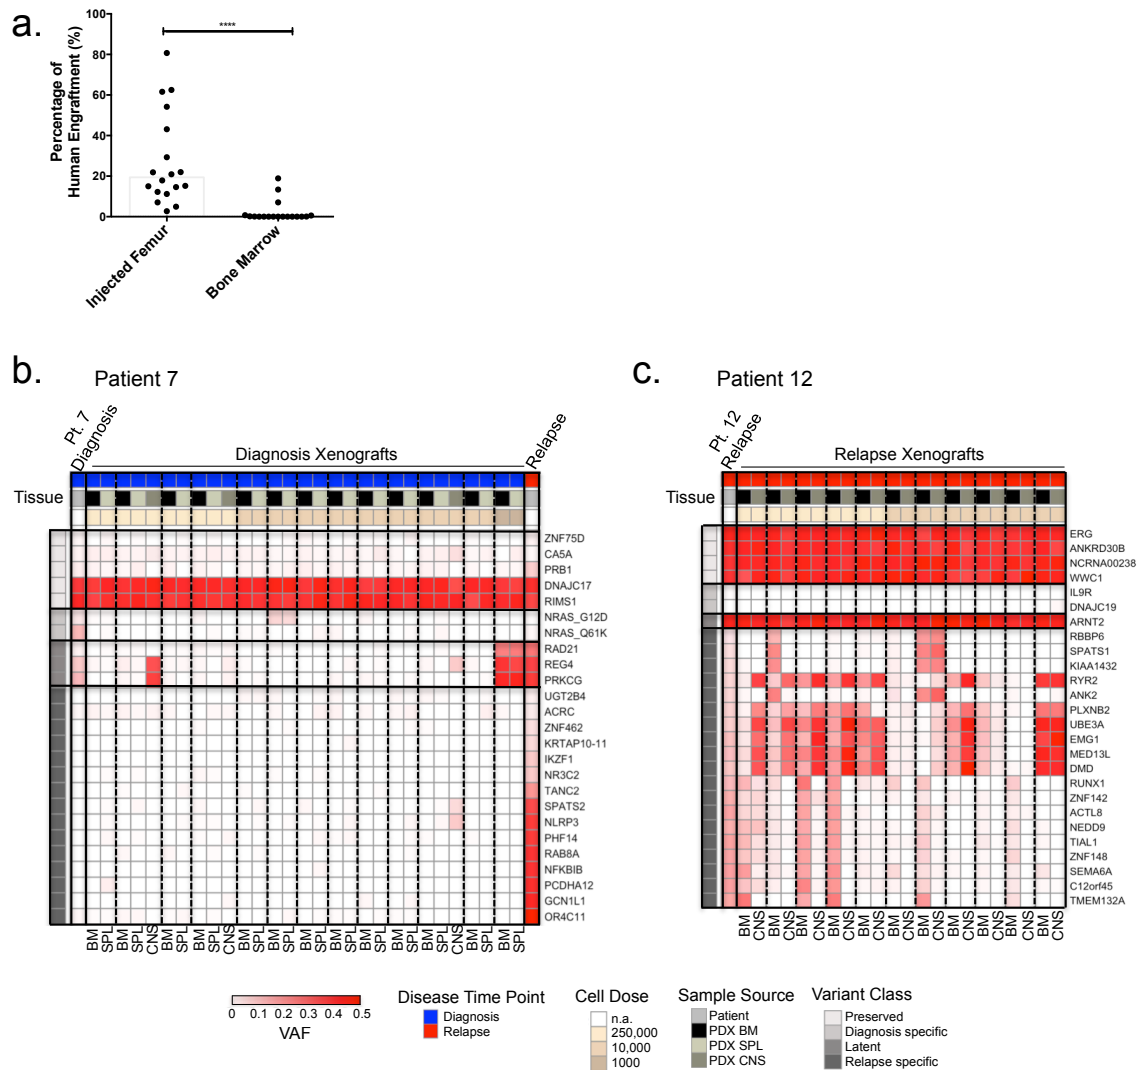 a.
100
80
60
40
20
0
Percentage of
Human Engraftment (%)
****
Injected Femur
Bone Marrow
b.
Patient 7
Pt. 7
Diagnosis
Diagnosis Xenografts
Relapse
Tissue
ZNF75D
CA5A
PRB1
DNAJC17
RIMS1
NRAS_G12D
NRAS_Q61K
RAD21
REG4
PRKCG
UGT2B4
ACRC
ZNF462
KRTAP10-11
IKZF1
NR3C2
TANC2
SPATS2
NLRP3
PHF14
RAB8A
NFKBIB
PCDHA12
GCN1L1
OR4C11
BM SPL BM SPL CNS BM SPL BM SPL CNS BM SPL BM SPL BM SPL BM SPL BM SPL BM SPL CNS BM SPL BM SPL
c.
Patient 12
Pt. 12
Relapse
Relapse Xenografts
Tissue
ERG
ANKRD30B
NCRNA00238
WWC1
IL9R
DNAJC19
ARNT2
RBBP6
SPATS1
KIAA1432
RYR2
ANK2
PLXNB2
UBE3A
EMG1
MED13L
DMD
RUNX1
ZNF142
ACTL8
NEDD9
TIAL1
ZNF148
SEMA6A
C12orf45
TMEM132A
BM CNS BM CNS BM CNS BM CNS BM CNS BM CNS BM CNS BM CNS BM CNS BM CNS BM CNS
0 0.1 0.2 0.3 0.4 0.5
VAF
Disease Time Point
Diagnosis
Relapse
Cell Dose
n.a.
250,000
10,000
1000
Sample Source
Patient
PDX BM
PDX SPL
PDX CNS
Variant Class
Preserved
Diagnosis specific
Latent
Relapse specific